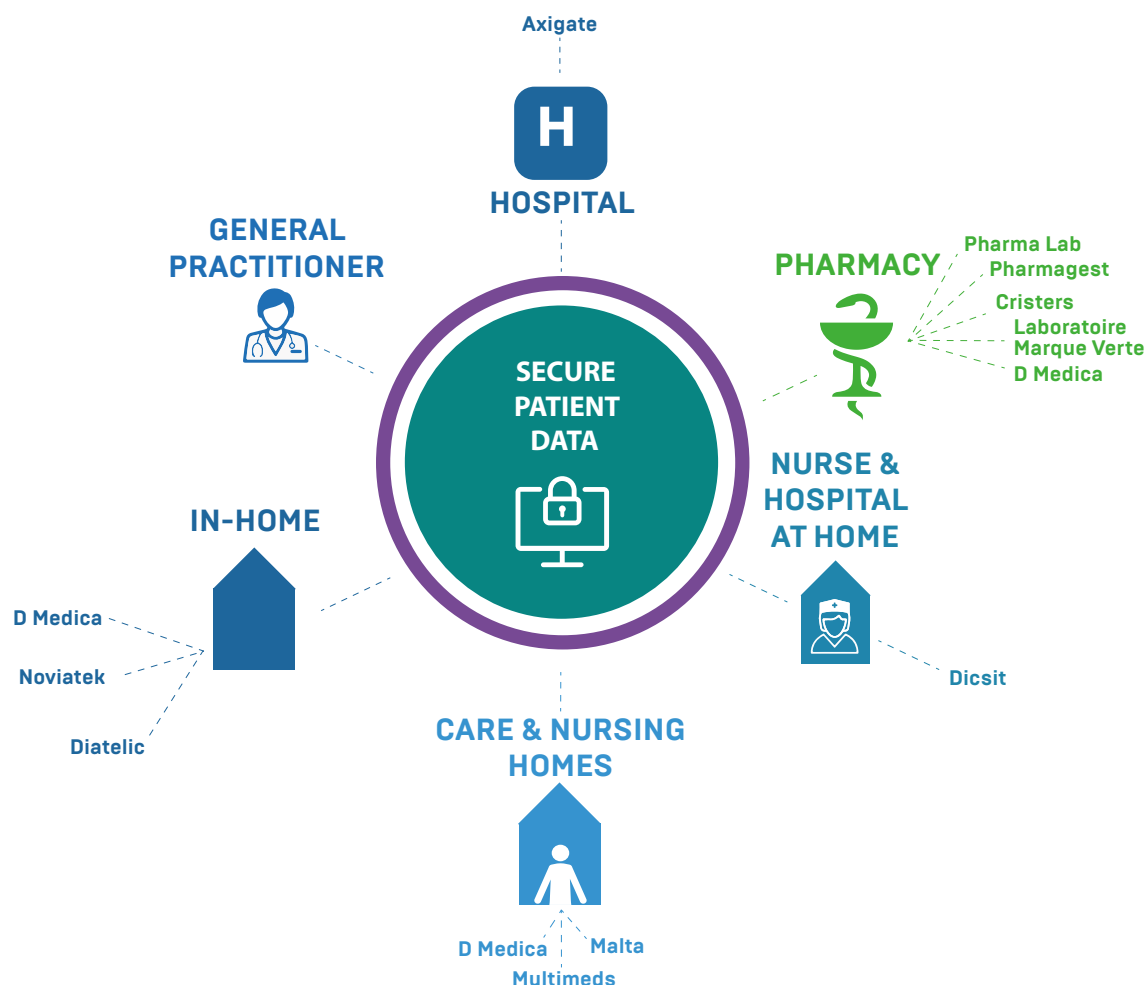 Axigate
H
HOSPITAL
GENERAL
PRACTITIONER
PHARMACY
Pharma Lab
Pharmagest
Cristers
Laboratoire
Marque Verte
D Medica
SECURE
PATIENT
DATA
NURSE &
HOSPITAL
AT HOME
Dicsit
IN-HOME
D Medica
Noviatek
Diatelic
CARE & NURSING
HOMES
D Medica
Malta
Multimeds